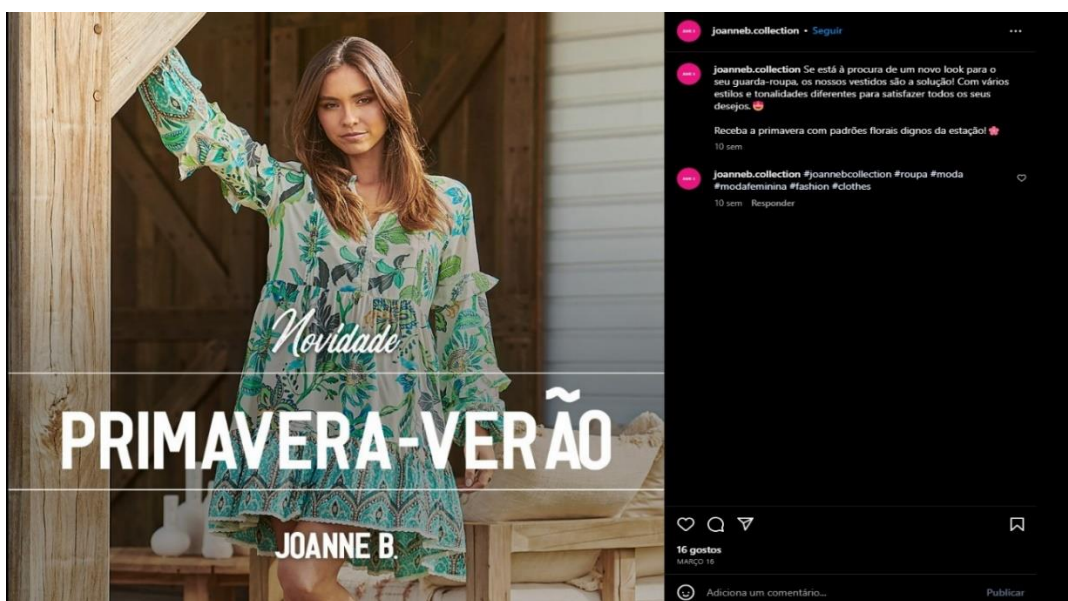 Novidade
PRIMAVERA-VERÃO
JOANNE B.
joanneb.collection • Seguir
joanneb.collection Se está à procura de um novo look para o
seu guarda-roupa, os nossos vestidos são a solução! Com vários
estilos e tonalidades diferentes para satisfazer todos os seus
desejos. 😍
Receba a primavera com padrões florais dignos da estação! 🌸
10 sem
joanneb.collection #joannebcollection #roupa #moda
#modafeminina #fashion #clothes
10 sem Responder
16 gostos
MARÇO 16
Adiciona um comentário...
Publicar